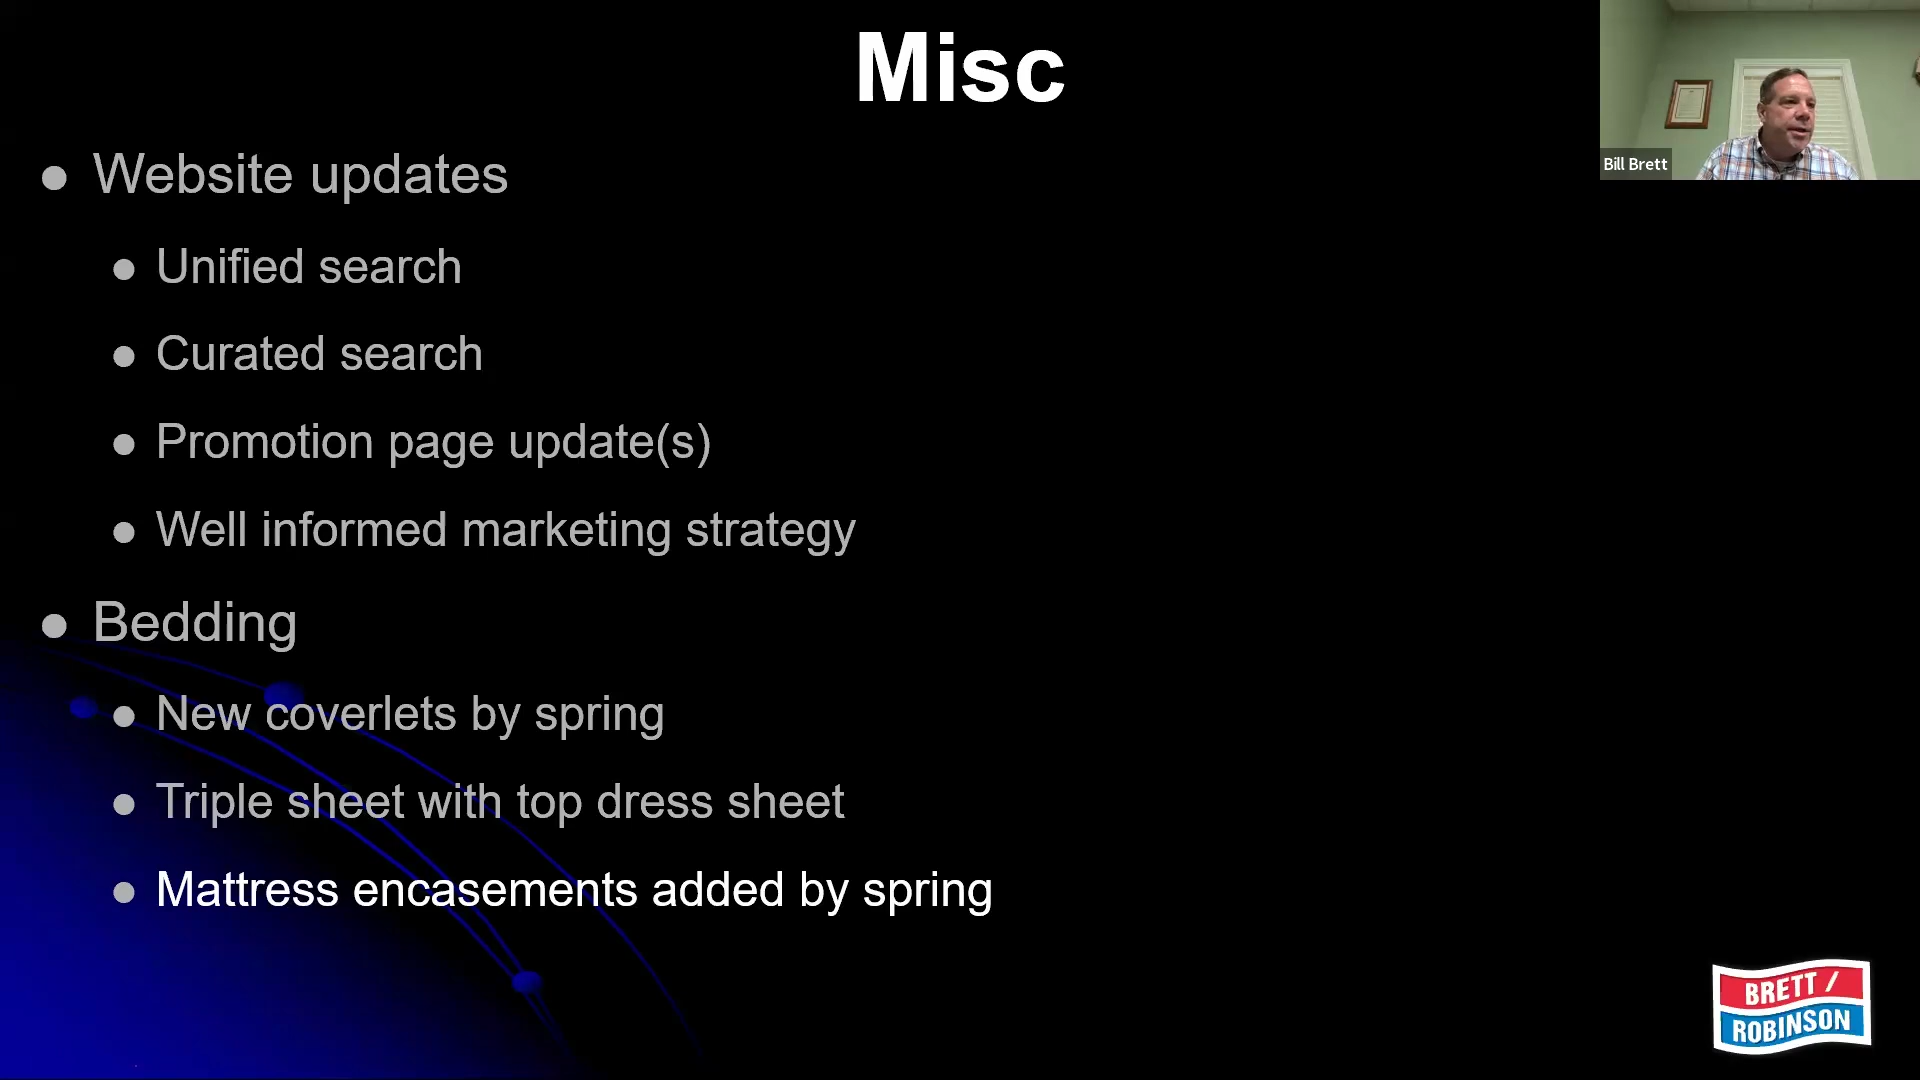 Misc
Bill Brett
Website updates
Unified search
Curated search
Promotion page update(s)
Well informed marketing strategy
Bedding
New coverlets by spring
Triple sheet with top dress sheet
Mattress encasements added by spring
BRETT /
ROBINSON